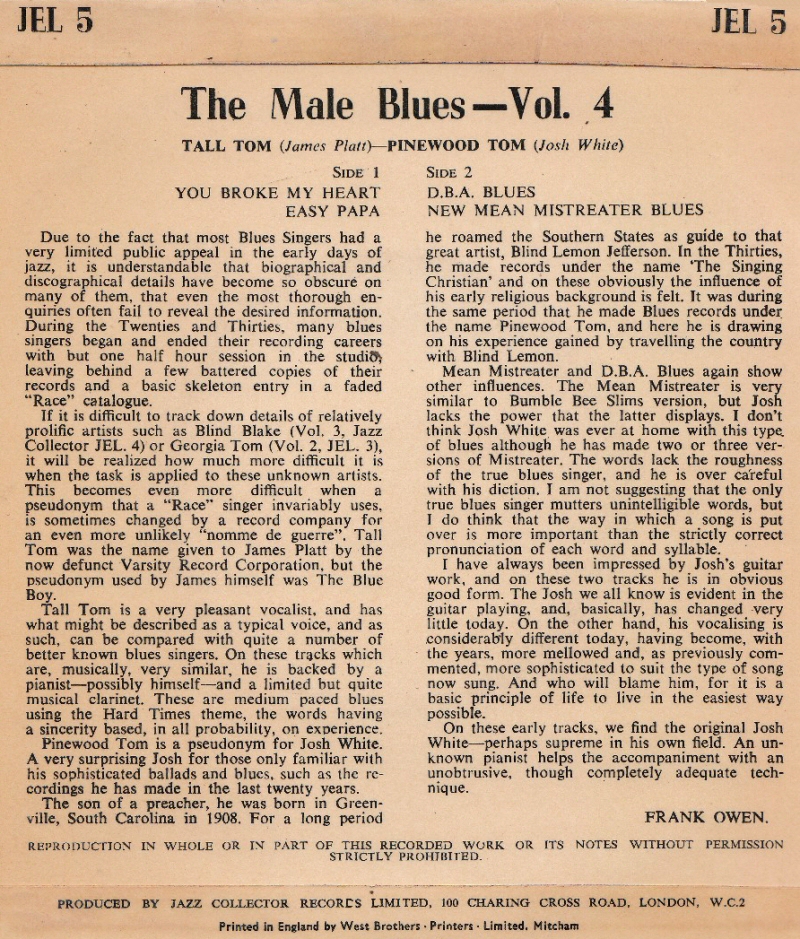 JEL 5 JEL 5
The Male Blues—Vol. 4
TALL TOM (James Platt)—PINEWOOD TOM (Josh White)
SIDE 1
YOU BROKE MY HEART
EASY PAPA
SIDE 2
D.B.A. BLUES
NEW MEAN MISTREATER BLUES
Due to the fact that most Blues Singers had a
very limited public appeal in the early days of
jazz, it is understandable that biographical and
discographical details have become so obscure on
many of them, that even the most thorough en-
quiries often fail to reveal the desired information.
During the Twenties and Thirties, many blues
singers began and ended their recording careers
with but one half hour session in the studio,
leaving behind a few battered copies of their
records and a basic skeleton entry in a faded
“Race” catalogue.
If it is difficult to track down details of relatively
prolific artists such as Blind Blake (Vol. 3, Jazz
Collector JEL. 4) or Georgia Tom (Vol. 2, JEL. 3),
it will be realized how much more difficult it is
when the task is applied to these unknown artists.
This becomes even more difficult when a
pseudonym that a “Race” singer invariably uses,
is sometimes changed by a record company for
an even more unlikely “nomme de guerre”. Tall
Tom was the name given to James Platt by the
now defunct Varsity Record Corporation, but the
pseudonym used by James himself was The Blue
Boy.
Tall Tom is a very pleasant vocalist, and has
what might be described as a typical voice, and as
such, can be compared with quite a number of
better known blues singers. On these tracks which
are, musically, very similar, he is backed by a
pianist—possibly himself—and a limited but quite
musical clarinet. These are medium paced blues
using the Hard Times theme, the words having
a sincerity based, in all probability, on experience.
Pinewood Tom is a pseudonym for Josh White.
A very surprising Josh for those only familiar with
his sophisticated ballads and blues, such as the re-
cordings he has made in the last twenty years.
The son of a preacher, he was born in Green-
ville, South Carolina in 1908. For a long period
he roamed the Southern States as guide to that
great artist, Blind Lemon Jefferson. In the Thirties,
he made records under the name ‘The Singing
Christian’ and on these obviously the influence of
his early religious background is felt. It was during
the same period that he made Blues records under
the name Pinewood Tom, and here he is drawing
on his experience gained by travelling the country
with Blind Lemon.
Mean Mistreater and D.B.A. Blues again show
other influences. The Mean Mistreater is very
similar to Bumble Bee Slims version, but Josh
lacks the power that the latter displays. I don’t
think Josh White was ever at home with this type
of blues although he has made two or three ver-
sions of Mistreater. The words lack the roughness
of the true blues singer, and he is over careful
with his diction. I am not suggesting that the only
true blues singer mutters unintelligible words, but
I do think that the way in which a song is put
over is more important than the strictly correct
pronunciation of each word and syllable.
I have always been impressed by Josh’s guitar
work, and on these two tracks he is in obvious
good form. The Josh we all know is evident in the
guitar playing, and, basically, has changed very
little today. On the other hand, his vocalising is
considerably different today, having become, with
the years, more mellowed and, as previously com-
mented, more sophisticated to suit the type of song
now sung. And who will blame him, for it is a
basic principle of life to live in the easiest way
possible.
On these early tracks, we find the original Josh
White—perhaps supreme in his own field. An un-
known pianist helps the accompaniment with an
unobtrusive, though completely adequate tech-
nique.
FRANK OWEN.
REPRODUCTION IN WHOLE OR IN PART OF THIS RECORDED WORK OR ITS NOTES WITHOUT PERMISSION
STRICTLY PROHIBITED.
PRODUCED BY JAZZ COLLECTOR RECORDS LIMITED, 100 CHARING CROSS ROAD, LONDON, W.C.2
Printed in England by West Brothers · Printers · Limited, Mitcham